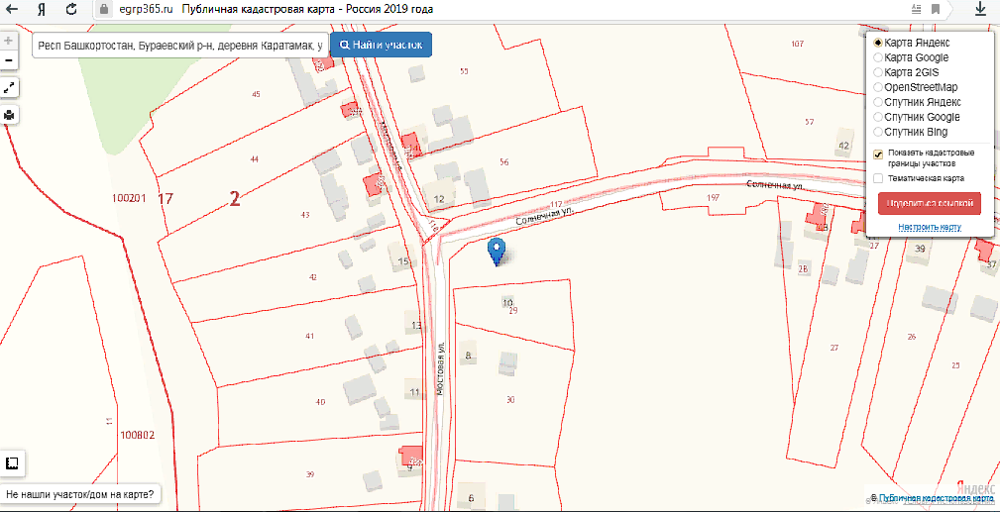 egrp365.ru Публичная кадастровая карта - Россия 2019 года
Респ Башкортостан, Бураевский р-н, деревня Каратамак, у
Найти участок
Карта Яндекс
Карта Google
Карта 2GIS
OpenStreetMap
Спутник Яндекс
Спутник Google
Спутник Bing
Показать кадастровые
границы участков
Тематическая карта
Поделиться ссылкой
Настроить карту
55
107
45
57
42
44
56
100201
17
2
12
43
117
Солнечная ул.
Солнечная ул.
197
116
15
42
39
37
28
10
29
13
41
27
26
8
Мостовая ул.
25
11
40
30
11
100802
9
39
6
Не нашли участок/дом на карте?
Яндекс
© Публичная кадастровая карта